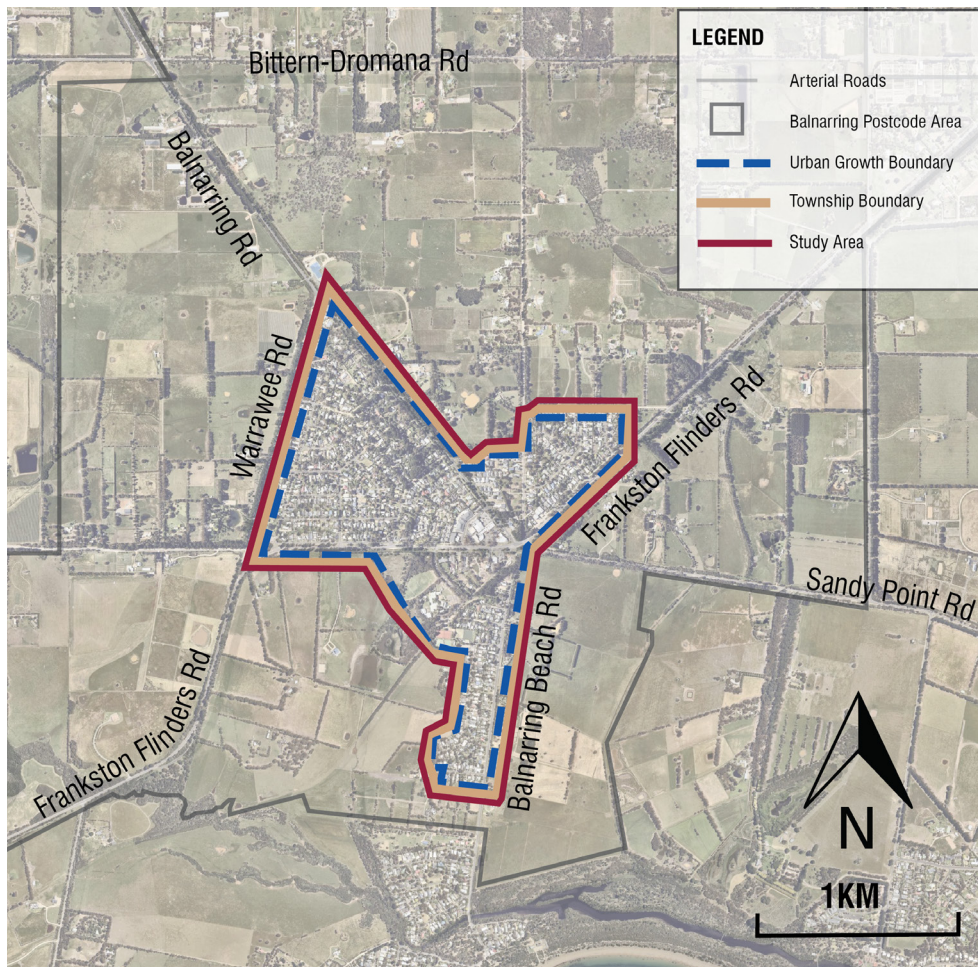 LEGEND
Arterial Roads
Balnarring Postcode Area
Urban Growth Boundary
Township Boundary
Study Area
Bittern-Dromana Rd
Balnarring Rd
Warrawee Rd
Frankston Flinders Rd
Sandy Point Rd
Balnarring Beach Rd
Frankston Flinders Rd
N
1KM